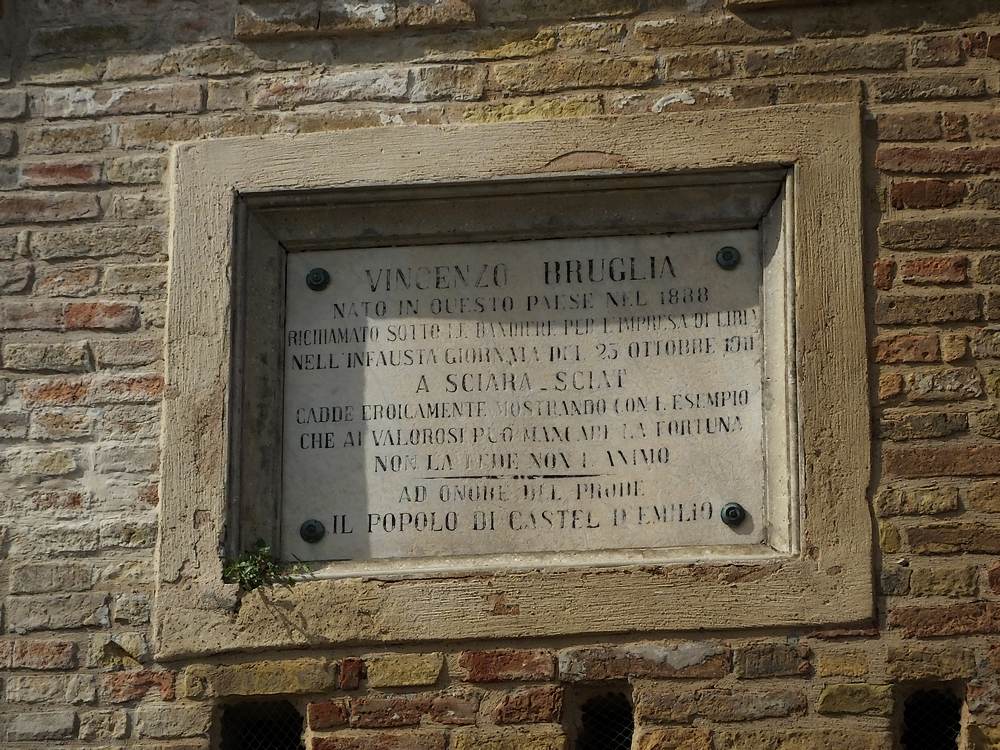 VINCENZO BRUGLIA
NATO IN QUESTO PAESE NEL 1888
RICHIAMATO SOTTO LE BANDIERE PER L'IMPRESA DI LIBIA
NELL'INFAUSTA GIORNATA DEL 23 OTTOBRE 1911
A SCIARA-SCIAT
CADDE EROICAMENTE MOSTRANDO CON L'ESEMPIO
CHE AI VALOROSI PUÒ MANCARE LA FORTUNA
NON LA FEDE NON L'ANIMO
AD ONORE DEL PRODE
IL POPOLO DI CASTEL D'EMILIO